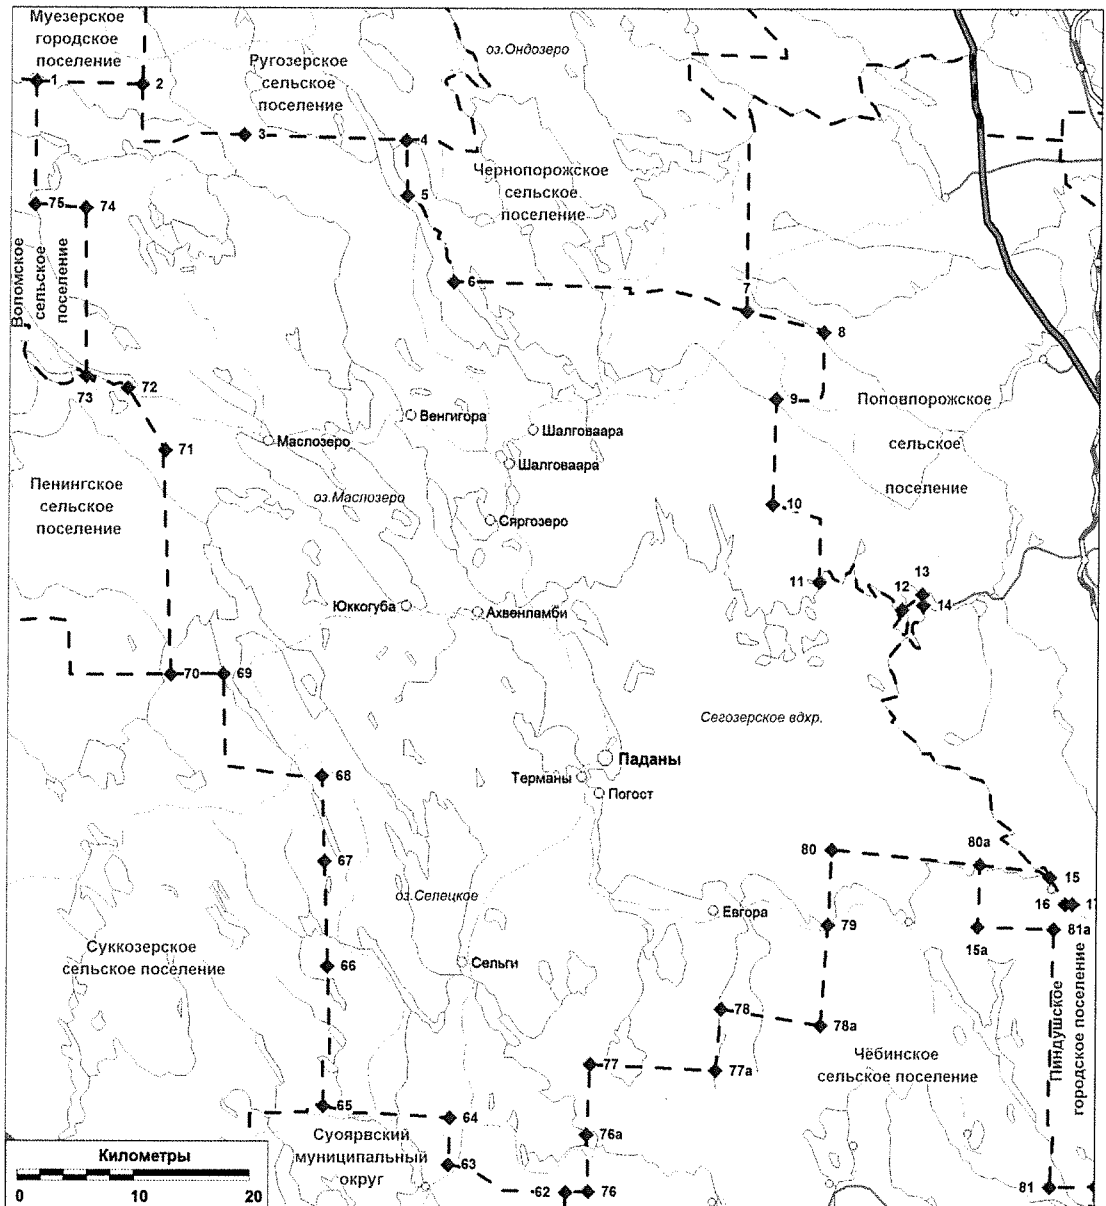 Муезерское
городское
поселение
оз.Ондозеро
Ругозерское
сельское
поселение
1
2
3
4
Чернопорожское
сельское
поселение
5
75
74
Воломское
сельское
поселение
6
7
8
73
72
9
Поповпорожское
сельское
поселение
Венгигора
Шалговаара
Маслозеро
71
Шалговаара
Пенингское
сельское
поселение
оз.Маслозеро
10
Сяргозеро
11
12
13
14
Юккогуба
Ахвенламби
70
69
Сегозерское вдхр.
Паданы
68
Терманы
Погост
80
80а
15
67
оз.Селецкое
16
17
Евгора
79
15а
81а
Суккозерское
сельское поселение
66
Сельги
78
78а
Пиндушское
городское поселение
Чёбинское
сельское поселение
77
77а
65
64
76а
Суоярвский
муниципальный
округ
63
62
76
81
Километры
0
10
20